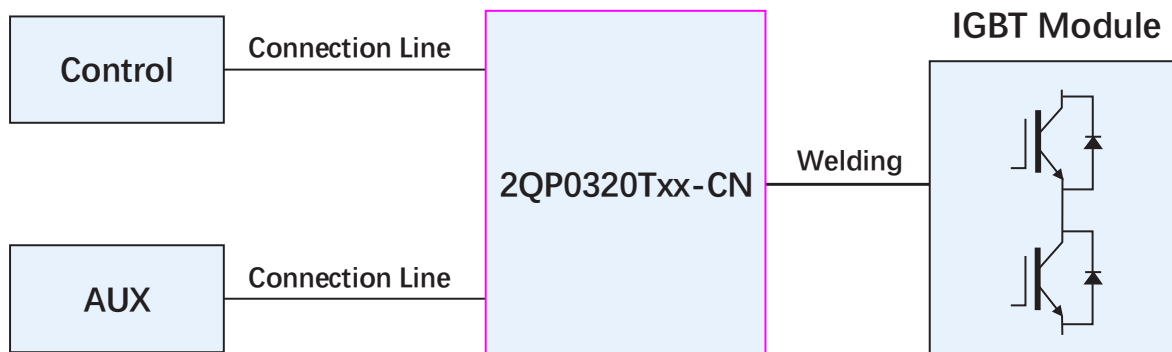 IGBT Module
Control
Connection Line
2QP0320Txx-CN
Welding
AUX
Connection Line